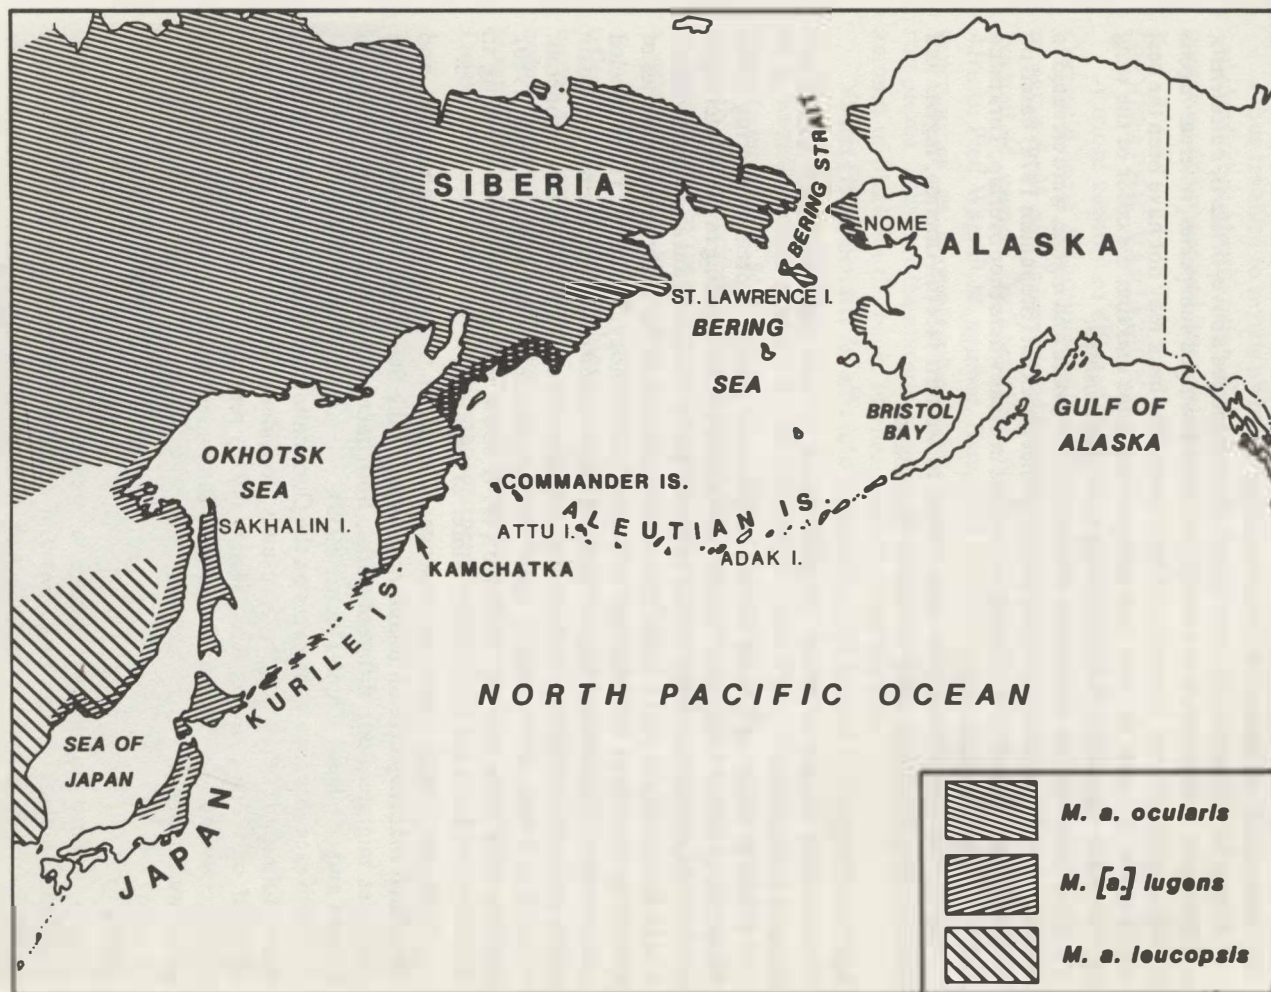 BERING STRAIT
SIBERIA
NOME
ALASKA
ST. LAWRENCE I.
BERING
SEA
BRISTOL
BAY
GULF OF
ALASKA
OKHOTSK
SEA
SAKHALIN I.
COMMANDER IS.
ALEUTIAN IS.
ATTU I.
ADAK I.
KAMCHATKA
KURILE IS.
NORTH PACIFIC OCEAN
SEA OF
JAPAN
JAPAN
M. a. ocularis
M. [a.] lugens
M. a. leucopsis